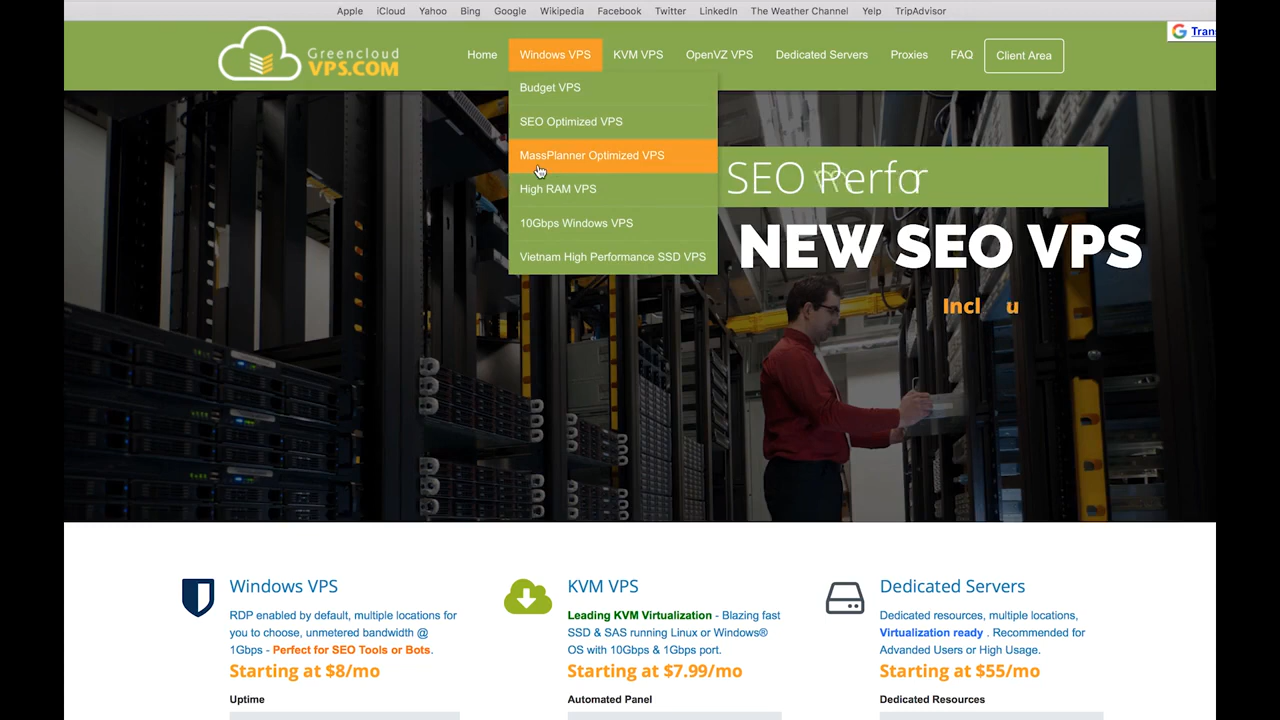 Apple iCloud Yahoo Bing Google Wikipedia Facebook Twitter LinkedIn The Weather Channel Yelp TripAdvisor
Greencloud
VPS.COM
Home Windows VPS KVM VPS OpenVZ VPS Dedicated Servers Proxies FAQ Client Area
Trans
Budget VPS
SEO Optimized VPS
MassPlanner Optimized VPS
High RAM VPS
10Gbps Windows VPS
Vietnam High Performance SSD VPS
SEO Perfor
NEW SEO VPS
Incl u
Windows VPS
RDP enabled by default, multiple locations for
you to choose, unmetered bandwidth @
1Gbps - Perfect for SEO Tools or Bots.
Starting at $8/mo
Uptime
KVM VPS
Leading KVM Virtualization - Blazing fast
SSD & SAS running Linux or Windows®
OS with 10Gbps & 1Gbps port.
Starting at $7.99/mo
Automated Panel
Dedicated Servers
Dedicated resources, multiple locations,
Virtualization ready . Recommended for
Advanded Users or High Usage.
Starting at $55/mo
Dedicated Resources